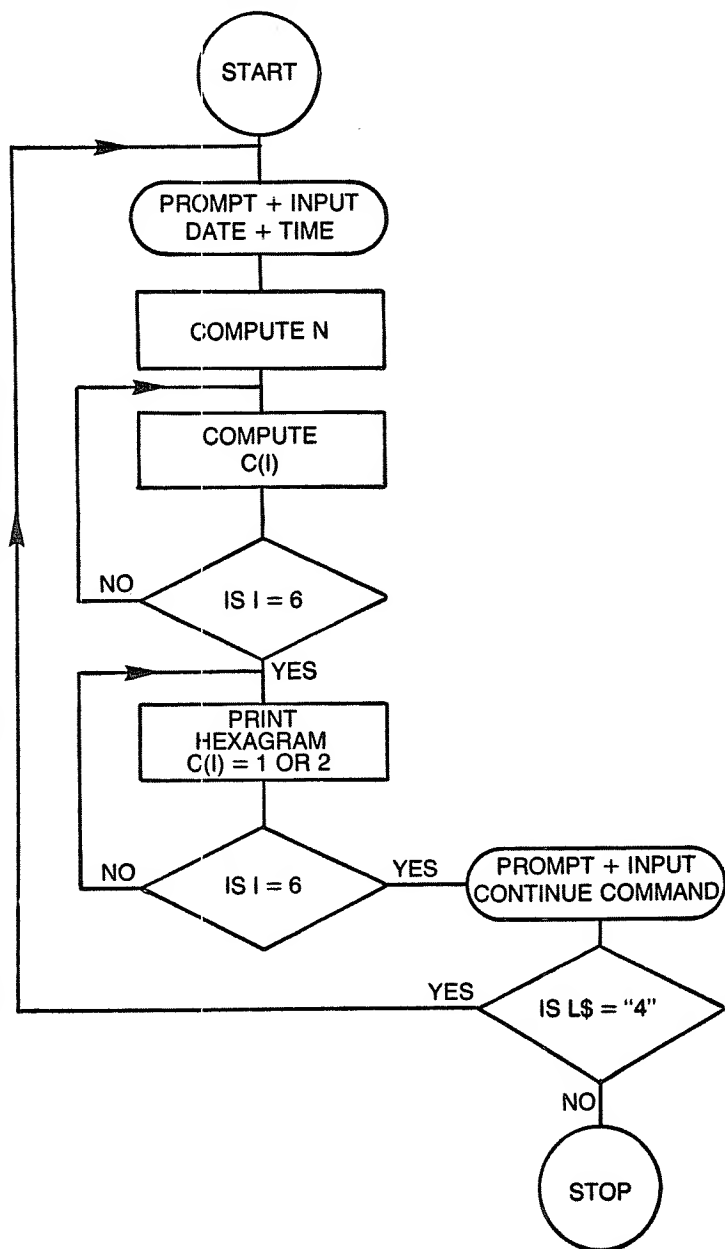 START
PROMPT + INPUT
DATE + TIME
COMPUTE N
COMPUTE
C(I)
NO
IS I = 6
YES
PRINT
HEXAGRAM
C(I) = 1 OR 2
NO
IS I = 6
YES
PROMPT + INPUT
CONTINUE COMMAND
YES
IS L$ = “4”
NO
STOP